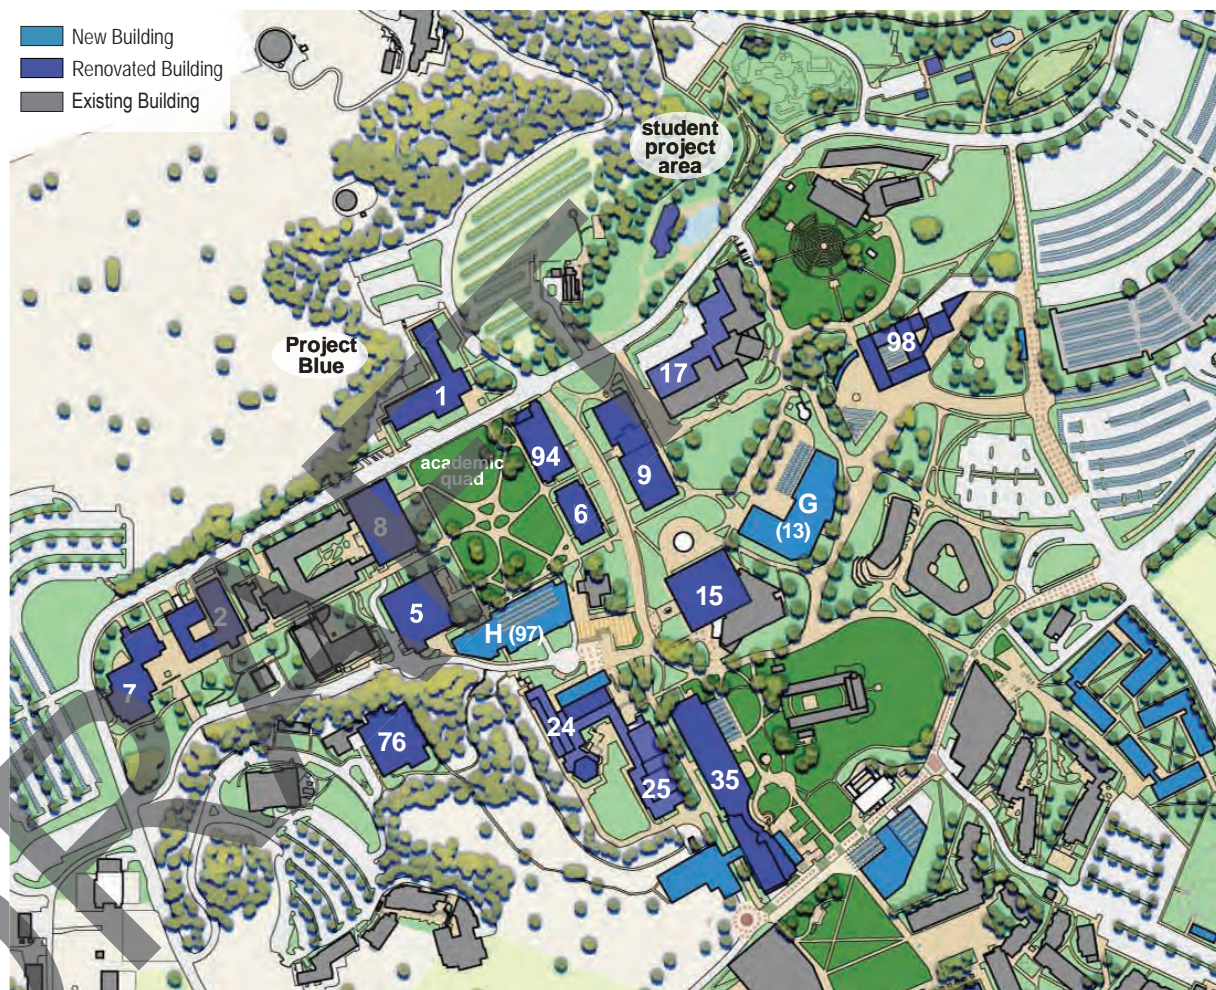 New Building
Renovated Building
Existing Building
student
project
area
Project
Blue
98
17
1
academic
quad
94
9
G
(13)
6
8
15
5
2
H (97)
7
24
76
25
35